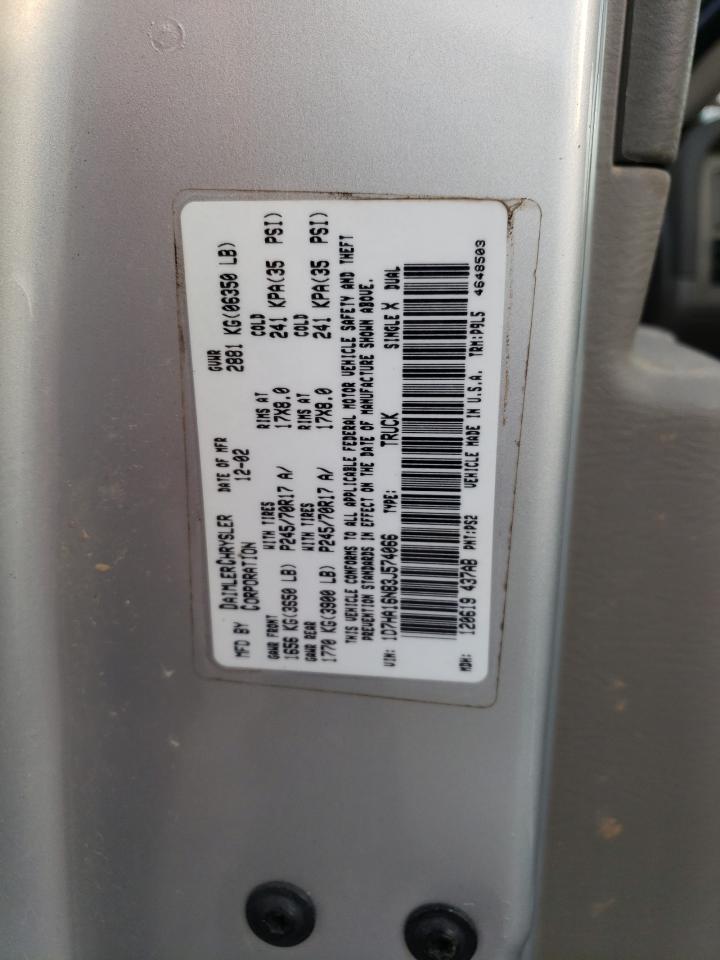 MFD BY DAIMLERCHRYSLER CORPORATION DATE OF MFR 12-02 GVWR 2881 KG(06350 LB)
GAWR FRONT 1656 KG(3650 LB) WITH TIRES P245/70R17 A/ RIMS AT 17X8.0 COLD 241 KPA(35 PSI)
GAWR REAR 1770 KG(3900 LB) WITH TIRES P245/70R17 A/ RIMS AT 17X8.0 COLD 241 KPA(35 PSI)
THIS VEHICLE CONFORMS TO ALL APPLICABLE FEDERAL MOTOR VEHICLE SAFETY AND THEFT
PREVENTION STANDARDS IN EFFECT ON THE DATE OF MANUFACTURE SHOWN ABOVE.
VIN: 1D7HA16N83J574066 TYPE: TRUCK SINGLE X DUAL
MDH: 120619 437AB PNT:PS2 VEHICLE MADE IN U.S.A. TRM:P9L5 4648503